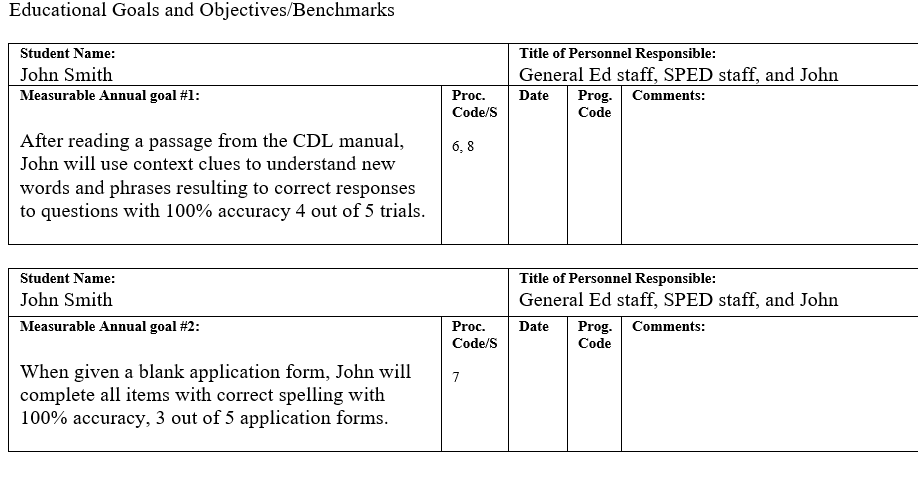 Educational Goals and Objectives/Benchmarks
Student Name:
John Smith
Title of Personnel Responsible:
General Ed staff, SPED staff, and John
Measurable Annual goal #1:
After reading a passage from the CDL manual,
John will use context clues to understand new
words and phrases resulting to correct responses
to questions with 100% accuracy 4 out of 5 trials.
Proc.
Code/S
6, 8
Date
Prog.
Code
Comments:
Student Name:
John Smith
Title of Personnel Responsible:
General Ed staff, SPED staff, and John
Measurable Annual goal #2:
When given a blank application form, John will
complete all items with correct spelling with
100% accuracy, 3 out of 5 application forms.
Proc.
Code/S
7
Date
Prog.
Code
Comments: